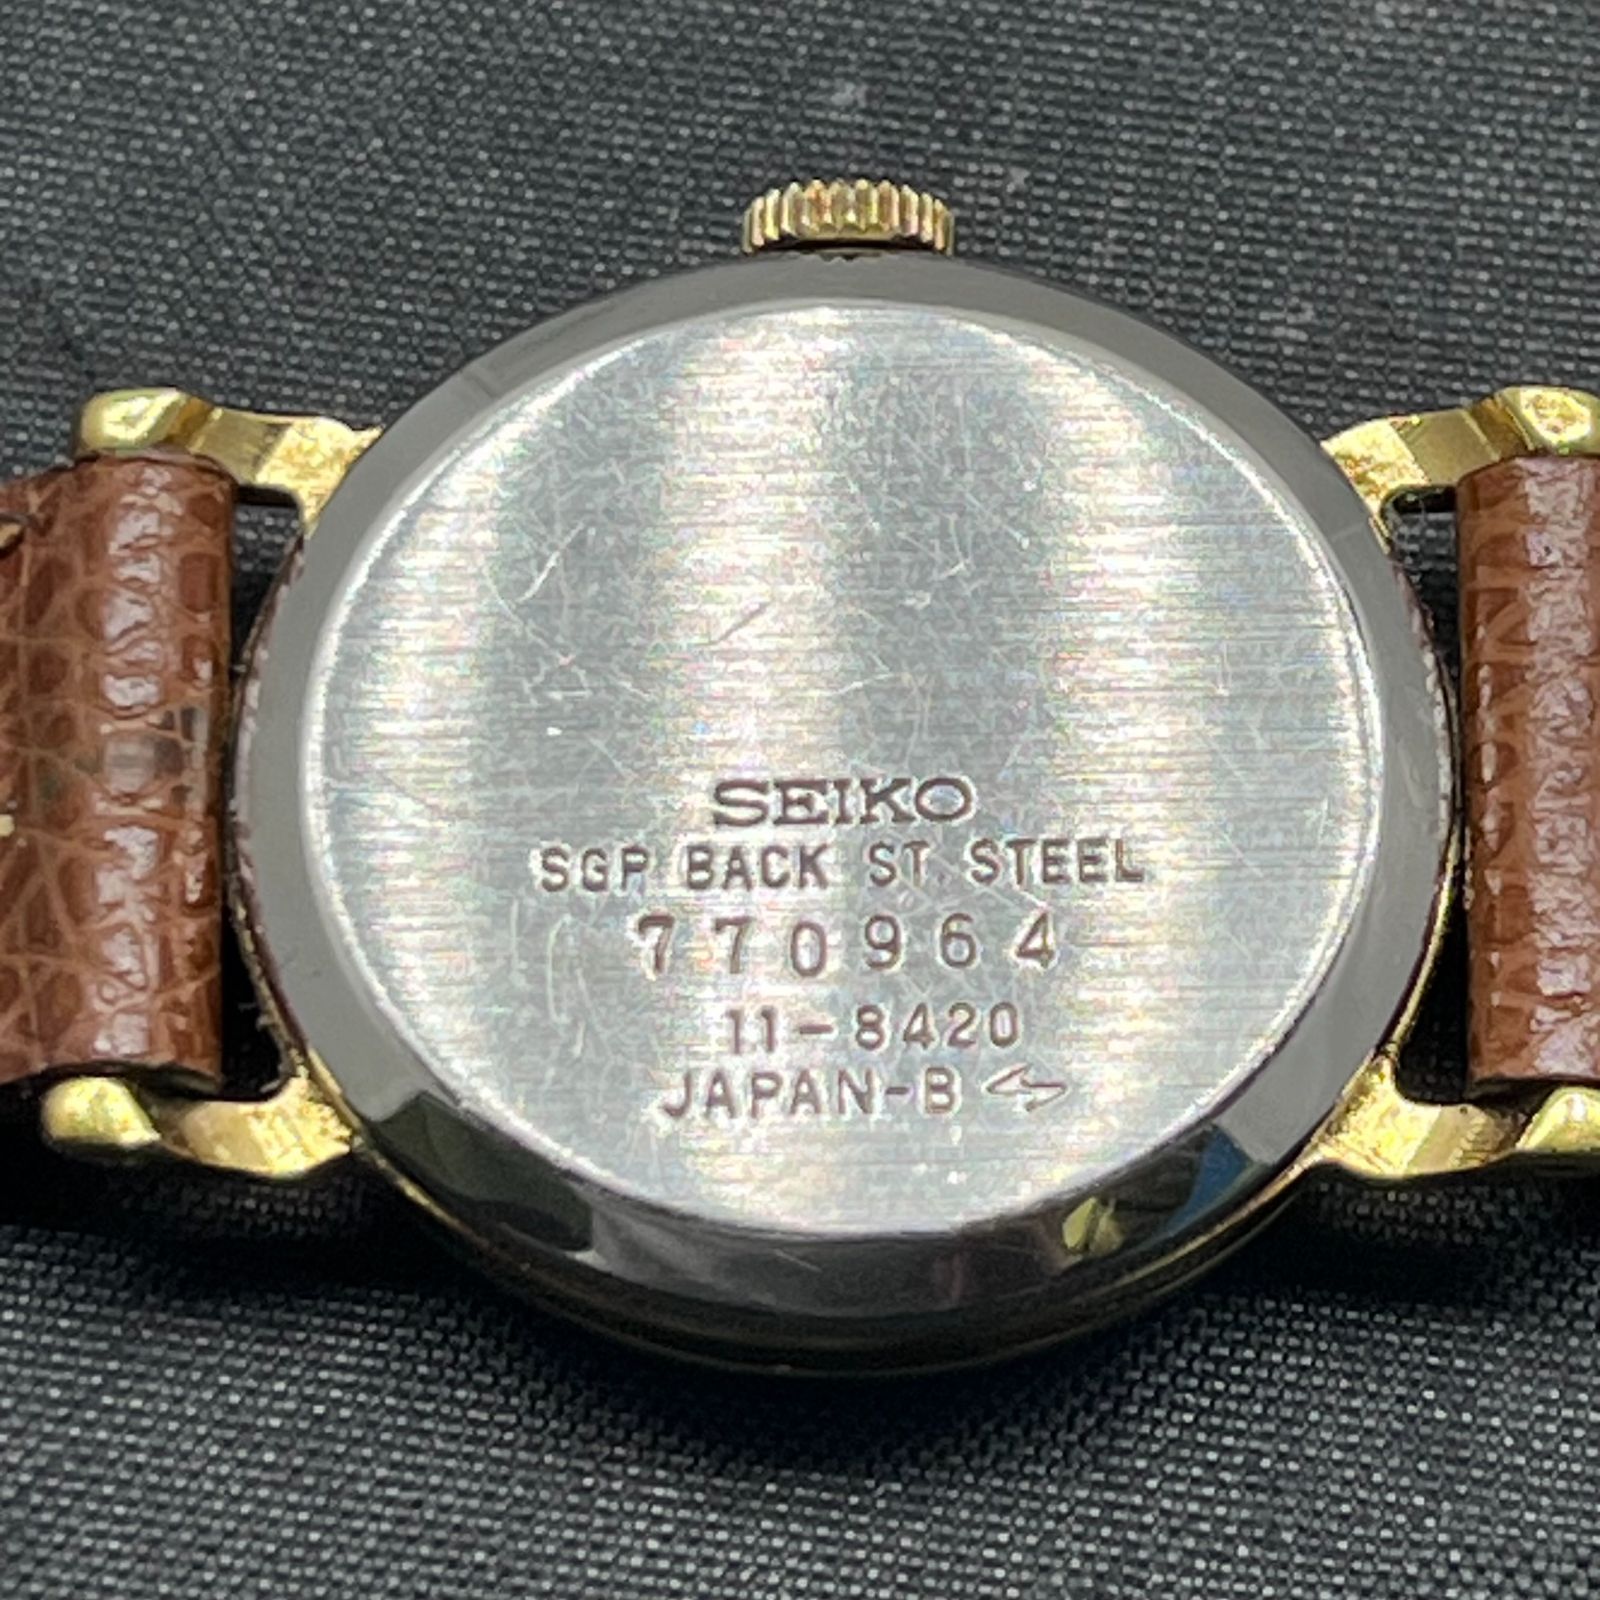 SEIKO
SGP BACK ST. STEEL
770964
11-8420
JAPAN-B